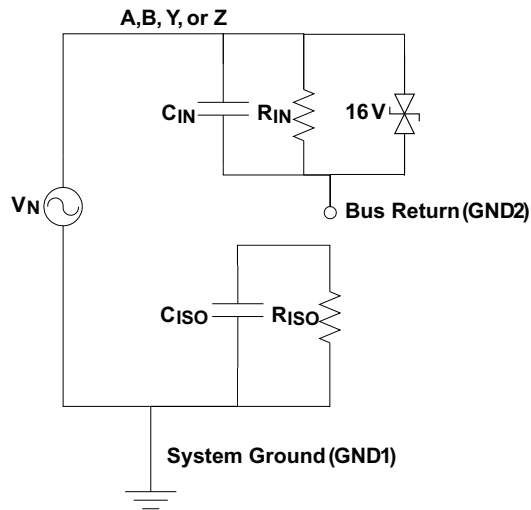 A,B, Y, or Z
CIN
RIN
16 V
VN
Bus Return (GND2)
CISO
RISO
System Ground (GND1)